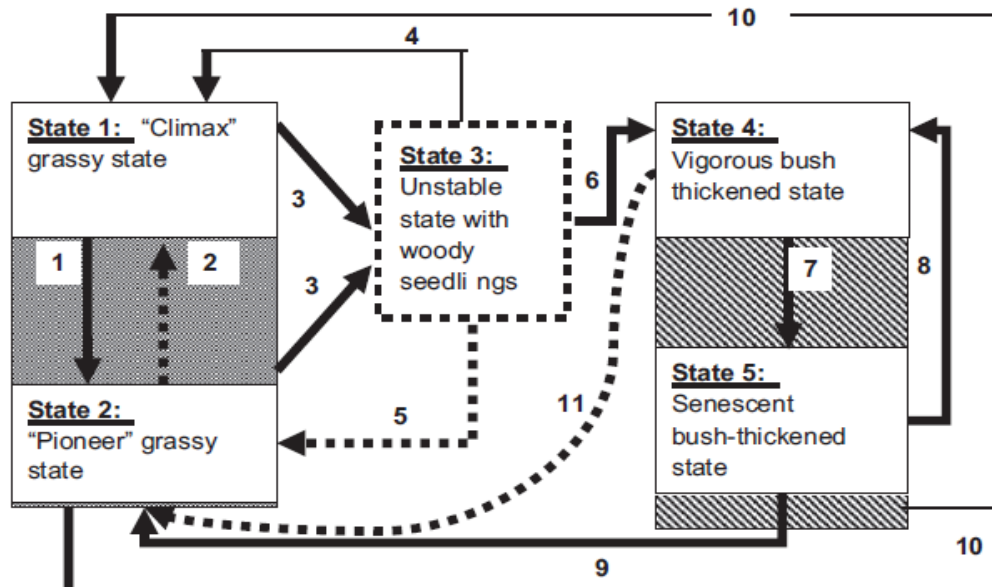 10
4
State 1: “Climax”
grassy state
State 3:
Unstable
state with
woody
seedli ngs
State 4:
Vigorous bush
thickened state
3
6
1
2
3
7
8
State 2:
“Pioneer” grassy
state
5
11
State 5:
Senescent
bush-thickened
state
9
10